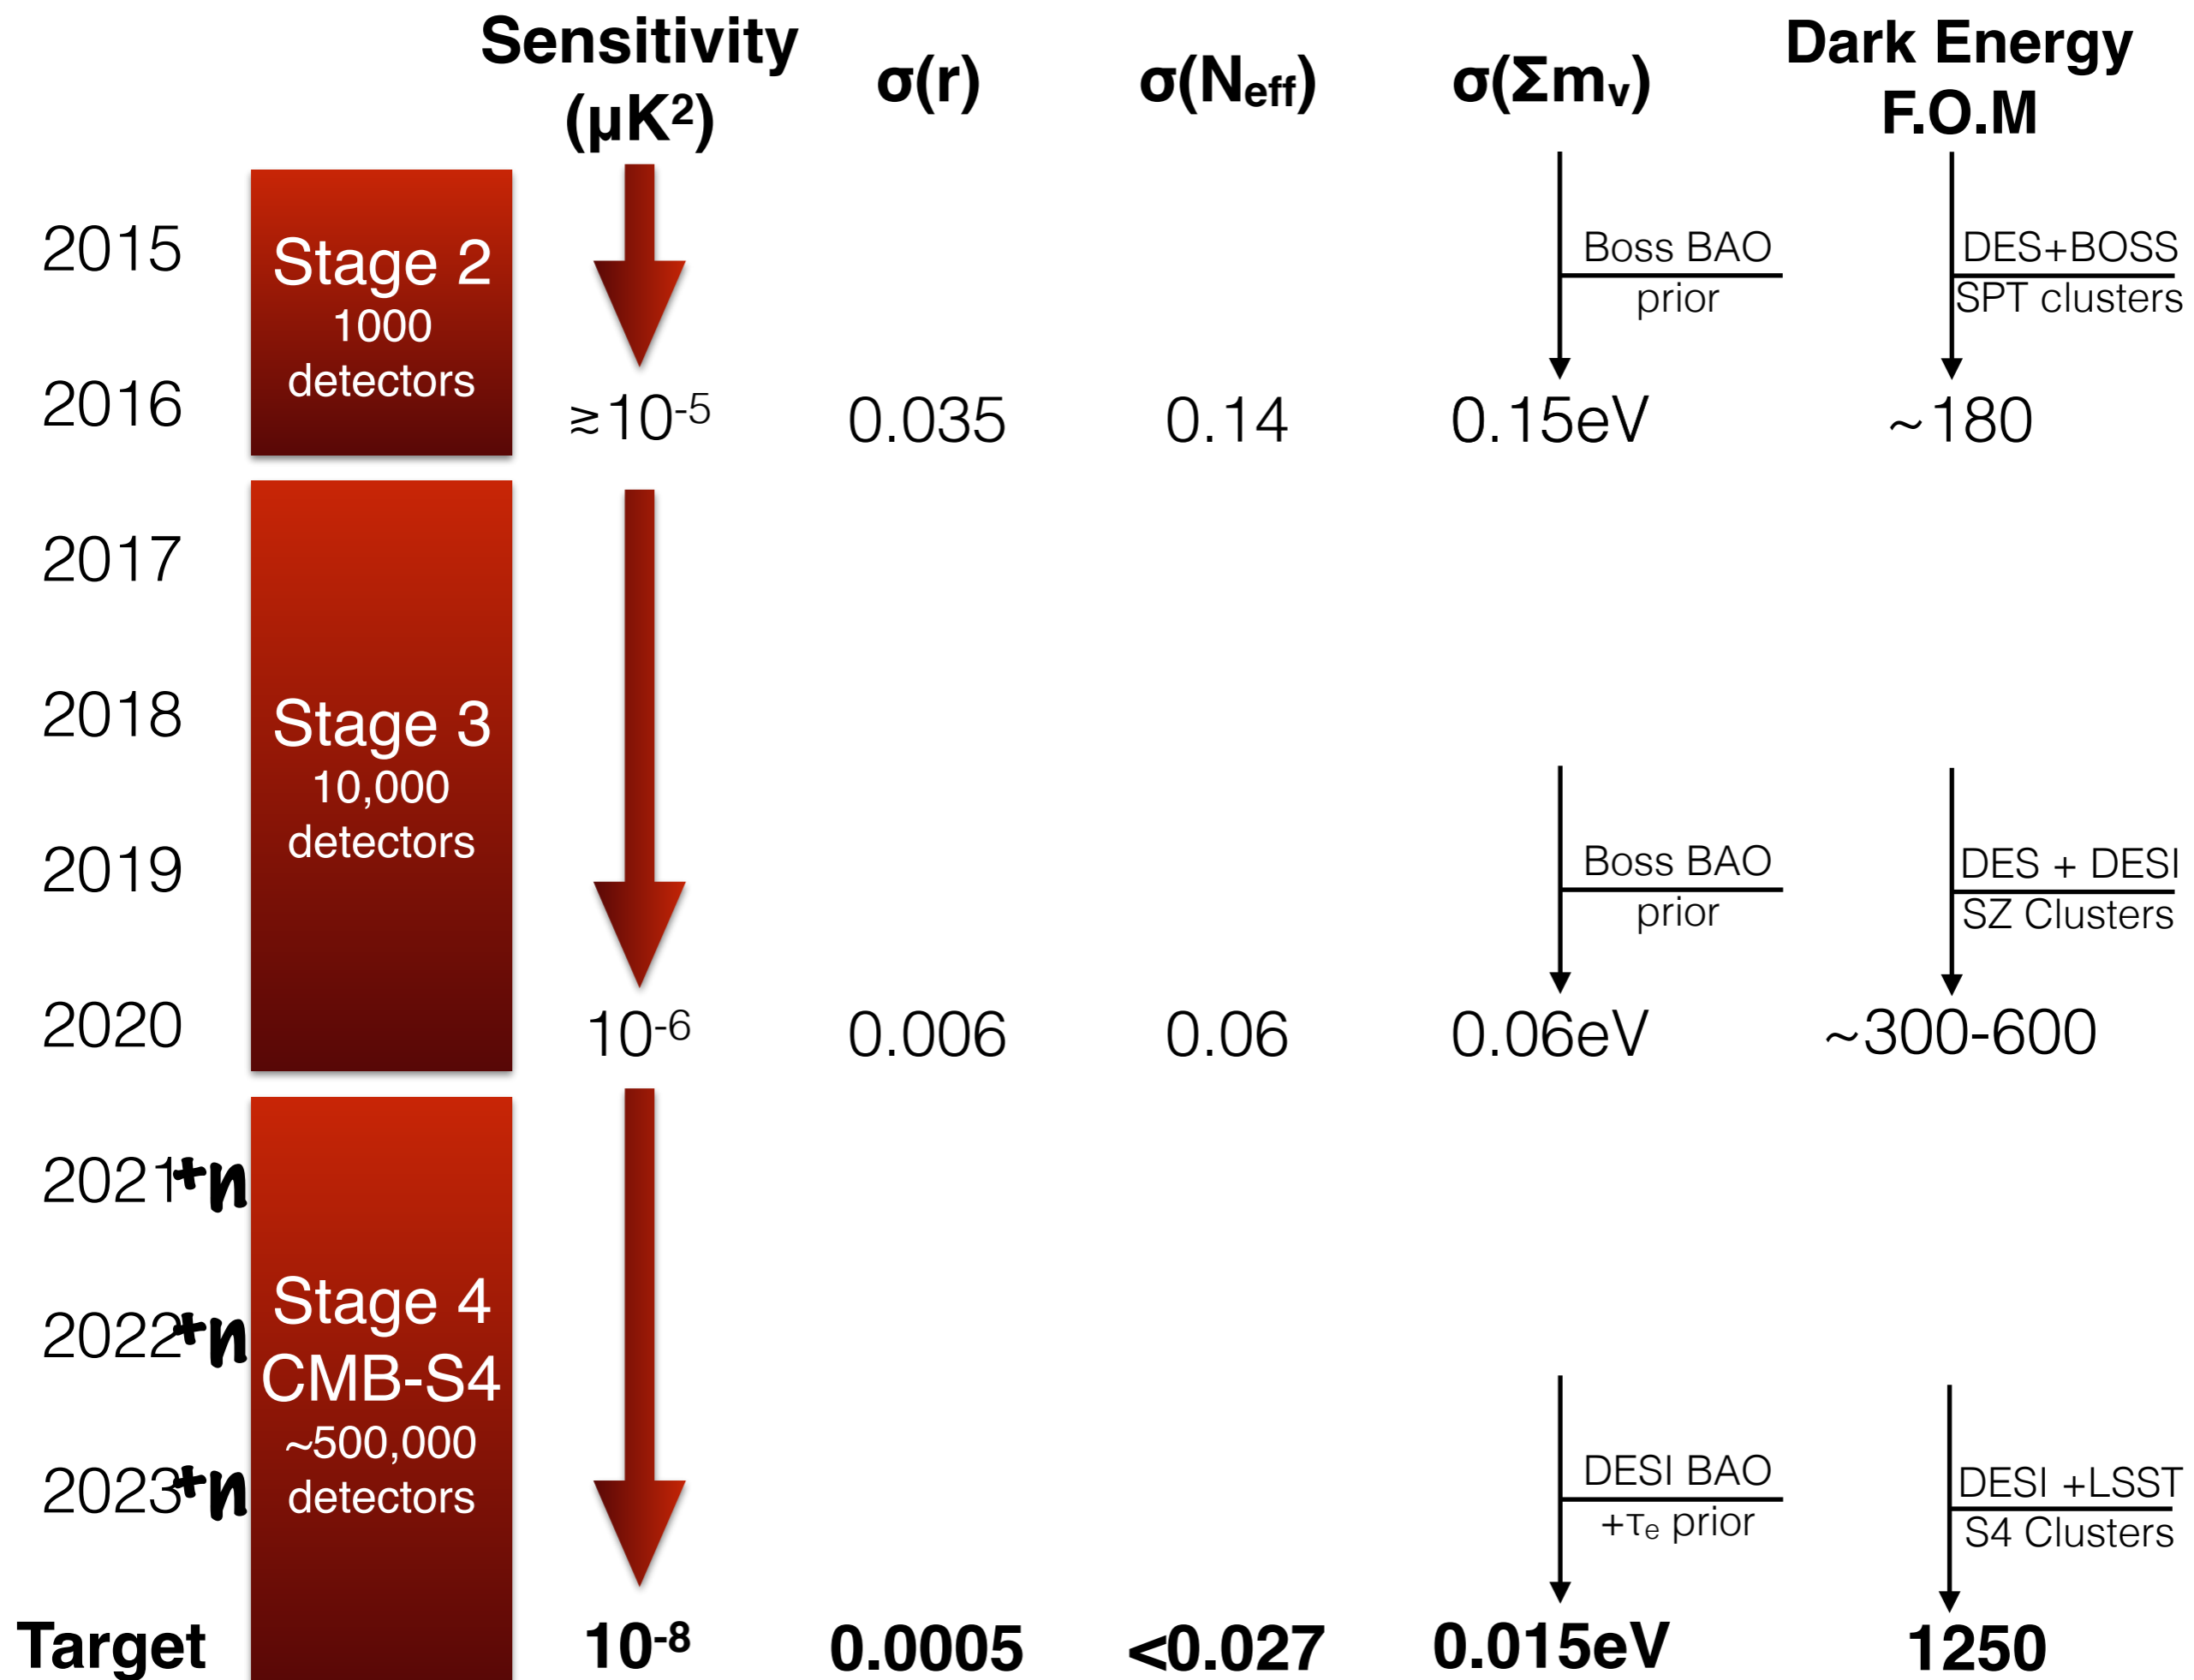 Sensitivity
(µK²)
σ(r)
σ(Neff)
σ(Σmν)
Dark Energy
F.O.M
2015
Stage 2
1000
detectors
Boss BAO
prior
DES+BOSS
SPT clusters
2016
≳10⁻⁵
0.035
0.14
0.15eV
~180
2017
2018
Stage 3
10,000
detectors
2019
Boss BAO
prior
DES + DESI
SZ Clusters
2020
10⁻⁶
0.006
0.06
0.06eV
~300-600
2021+n
2022+n
Stage 4
CMB-S4
~500,000
detectors
2023+n
DESI BAO
+τe prior
DESI +LSST
S4 Clusters
Target
10⁻⁸
0.0005
<0.027
0.015eV
1250